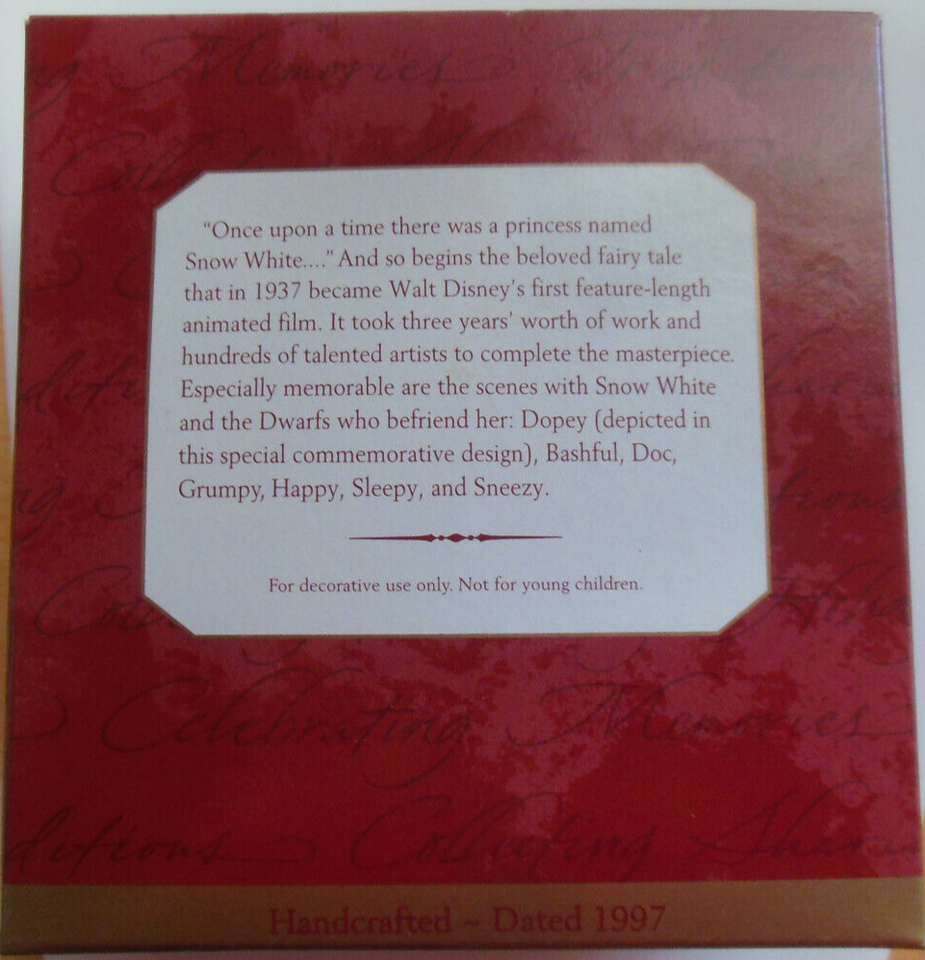 Memories
“Once upon a time there was a princess named
Snow White....” And so begins the beloved fairy tale
that in 1937 became Walt Disney’s first feature-length
animated film. It took three years’ worth of work and
hundreds of talented artists to complete the masterpiece.
Especially memorable are the scenes with Snow White
and the Dwarfs who befriend her: Dopey (depicted in
this special commemorative design), Bashful, Doc,
Grumpy, Happy, Sleepy, and Sneezy.
For decorative use only. Not for young children.
Celebrating Memories
ditions Collecting Shar
Handcrafted ~ Dated 1997